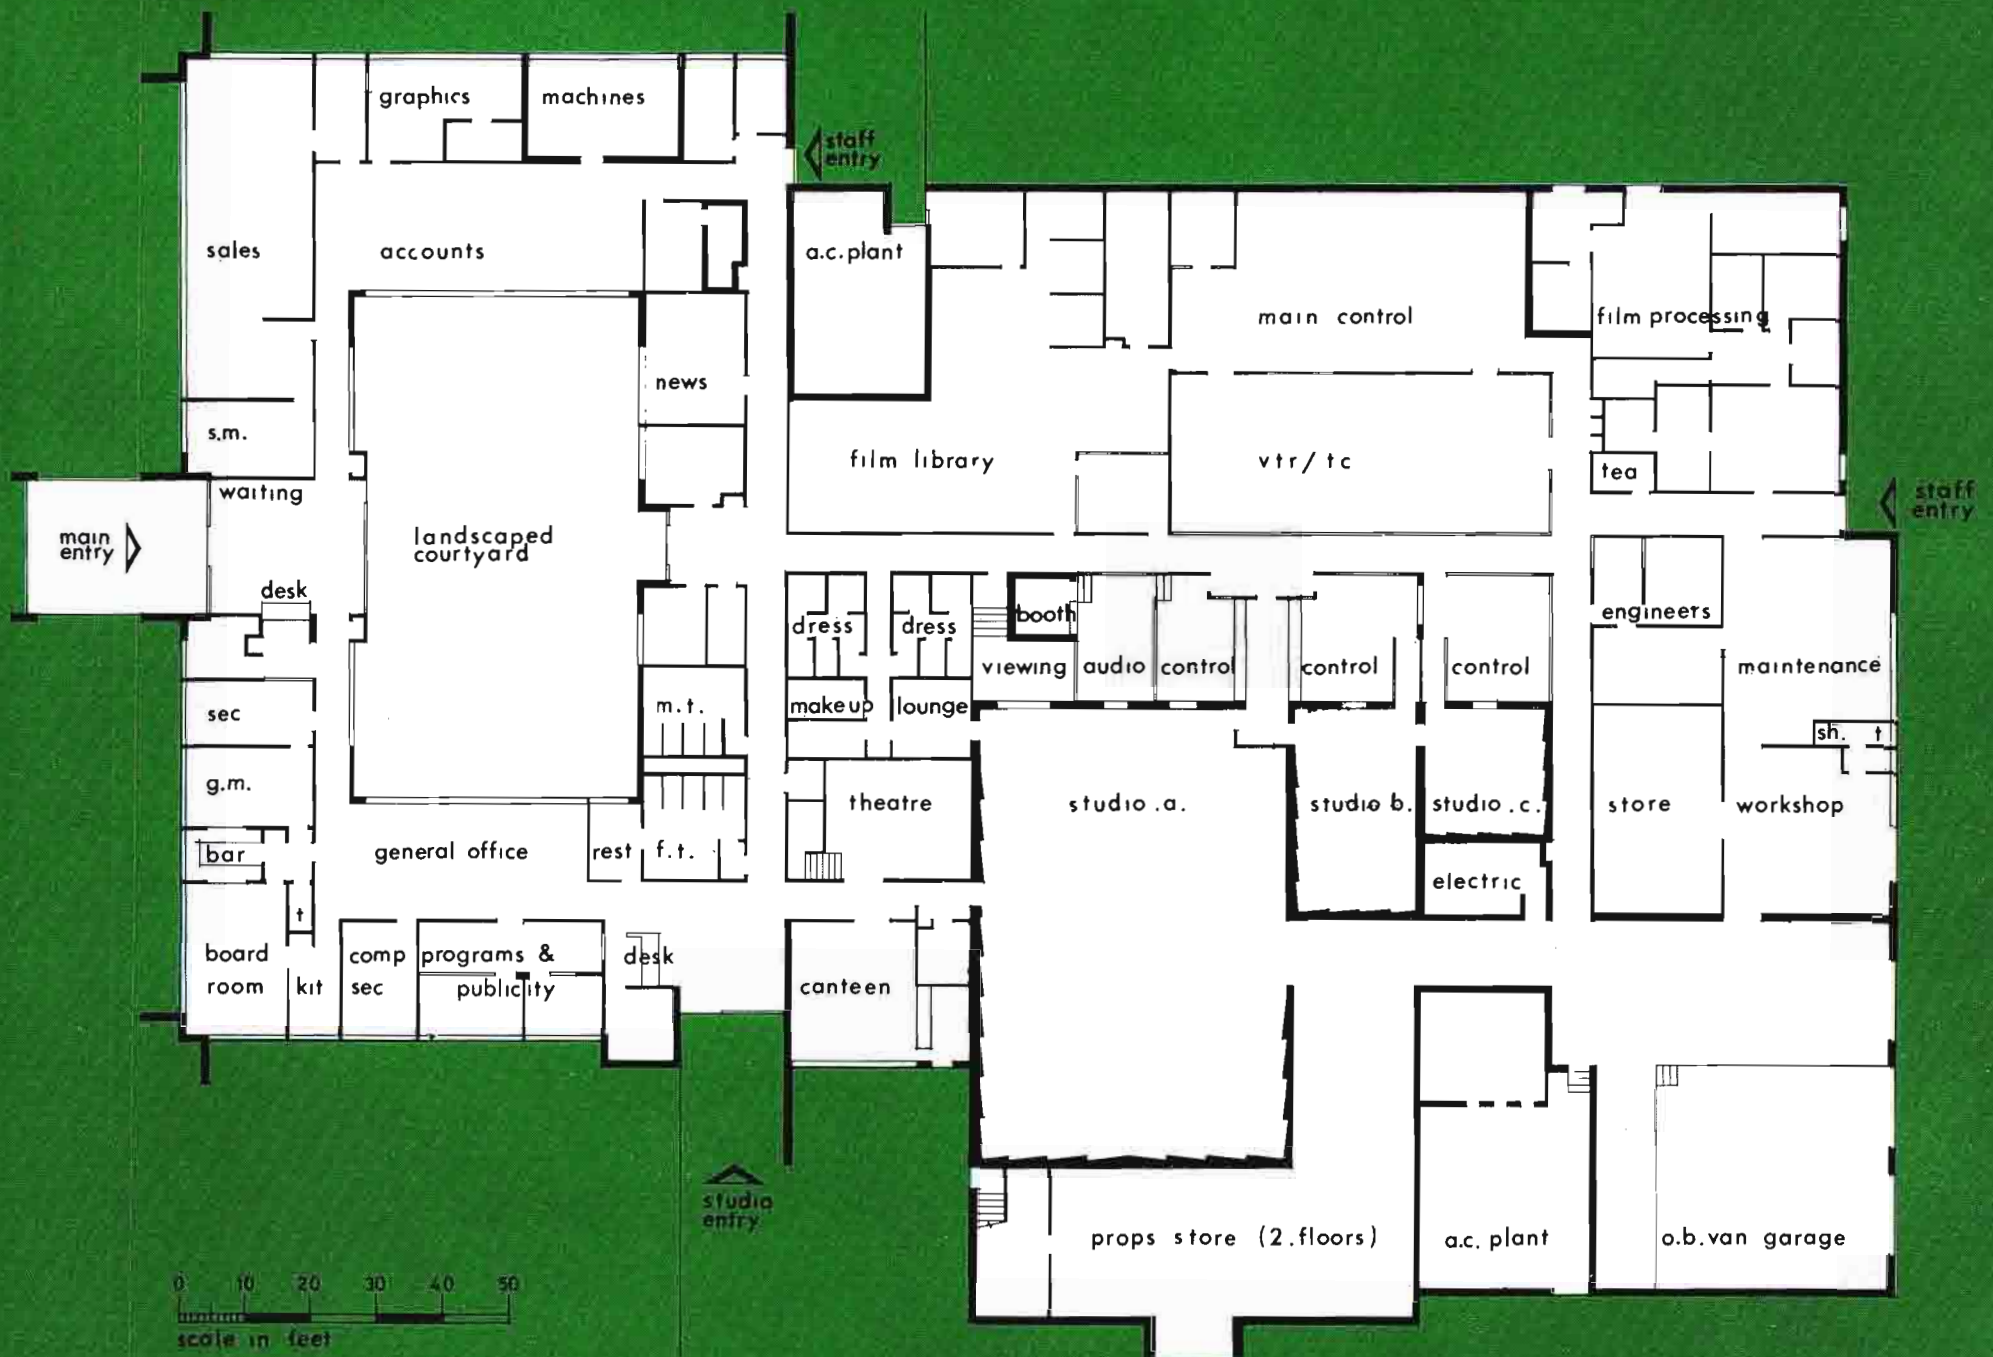 graphics
machines
staff
entry
sales
accounts
a.c. plant
main control
film processing
news
s.m.
film library
vtr/tc
tea
waiting
staff
entry
main
entry
landscaped
courtyard
desk
booth
engineers
dress
dress
viewing
audio
control
control
control
maintenance
sec
m.t.
make up
lounge
sh.
t
g.m.
theatre
studio .a.
studio b.
studio .c.
store
workshop
bar
general office
rest
f.t.
electric
t
board
room
kit
comp
sec
programs &
publicity
desk
canteen
studio
entry
props store (2.floors)
a.c. plant
o.b. van garage
0 10 20 30 40 50
scale in feet